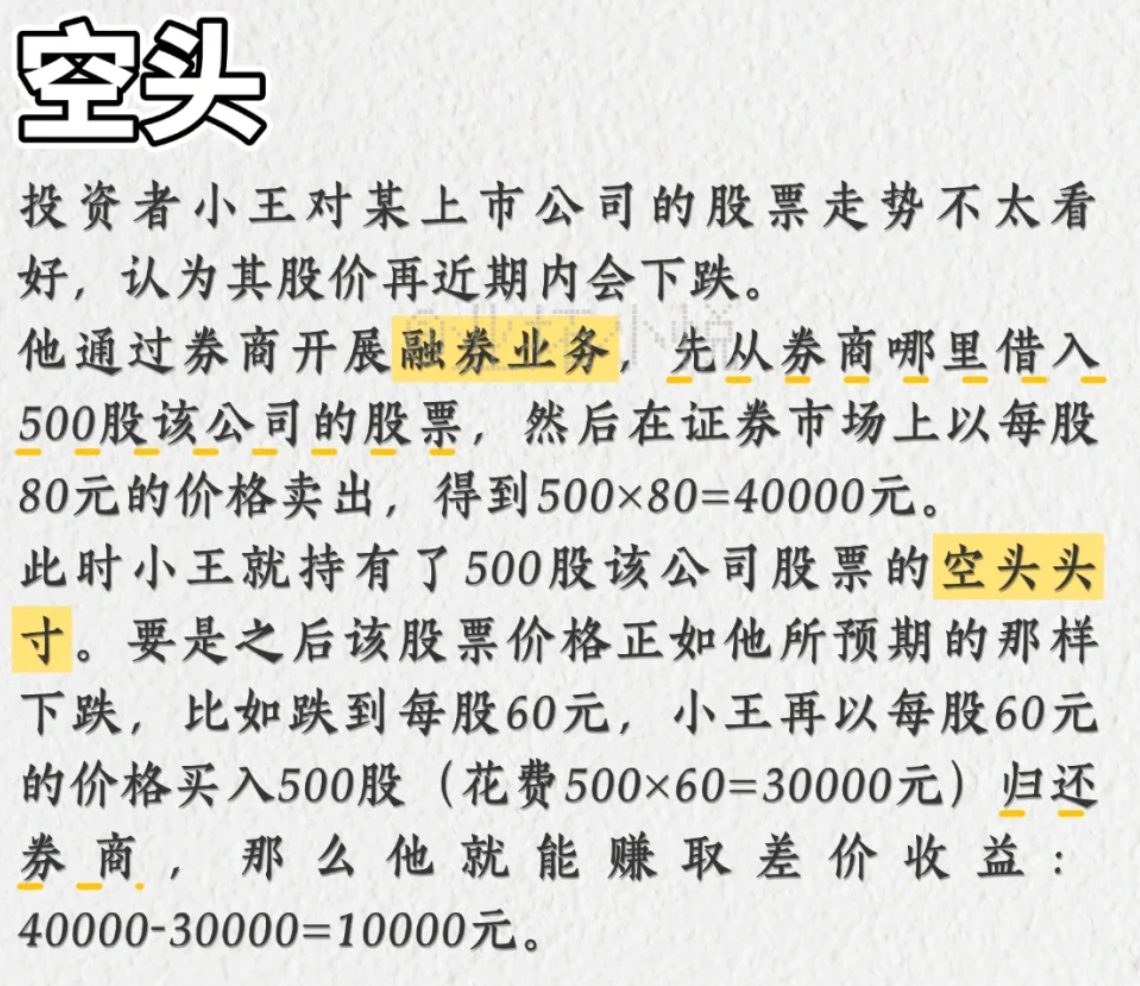 空头
投资者小王对某上市公司的股票走势不太看
好，认为其股价再近期内会下跌。
他通过券商开展融券业务，先从券商哪里借入
500股该公司的股票，然后在证券市场上以每股
80元的价格卖出，得到500×80=40000元。
此时小王就持有了500股该公司股票的空头头
寸。要是之后该股票价格正如他所预期的那样
下跌，比如跌到每股60元，小王再以每股60元
的价格买入500股（花费500×60=30000元）归还
券商，那么他就能赚取差价收益：
40000-30000=10000元。